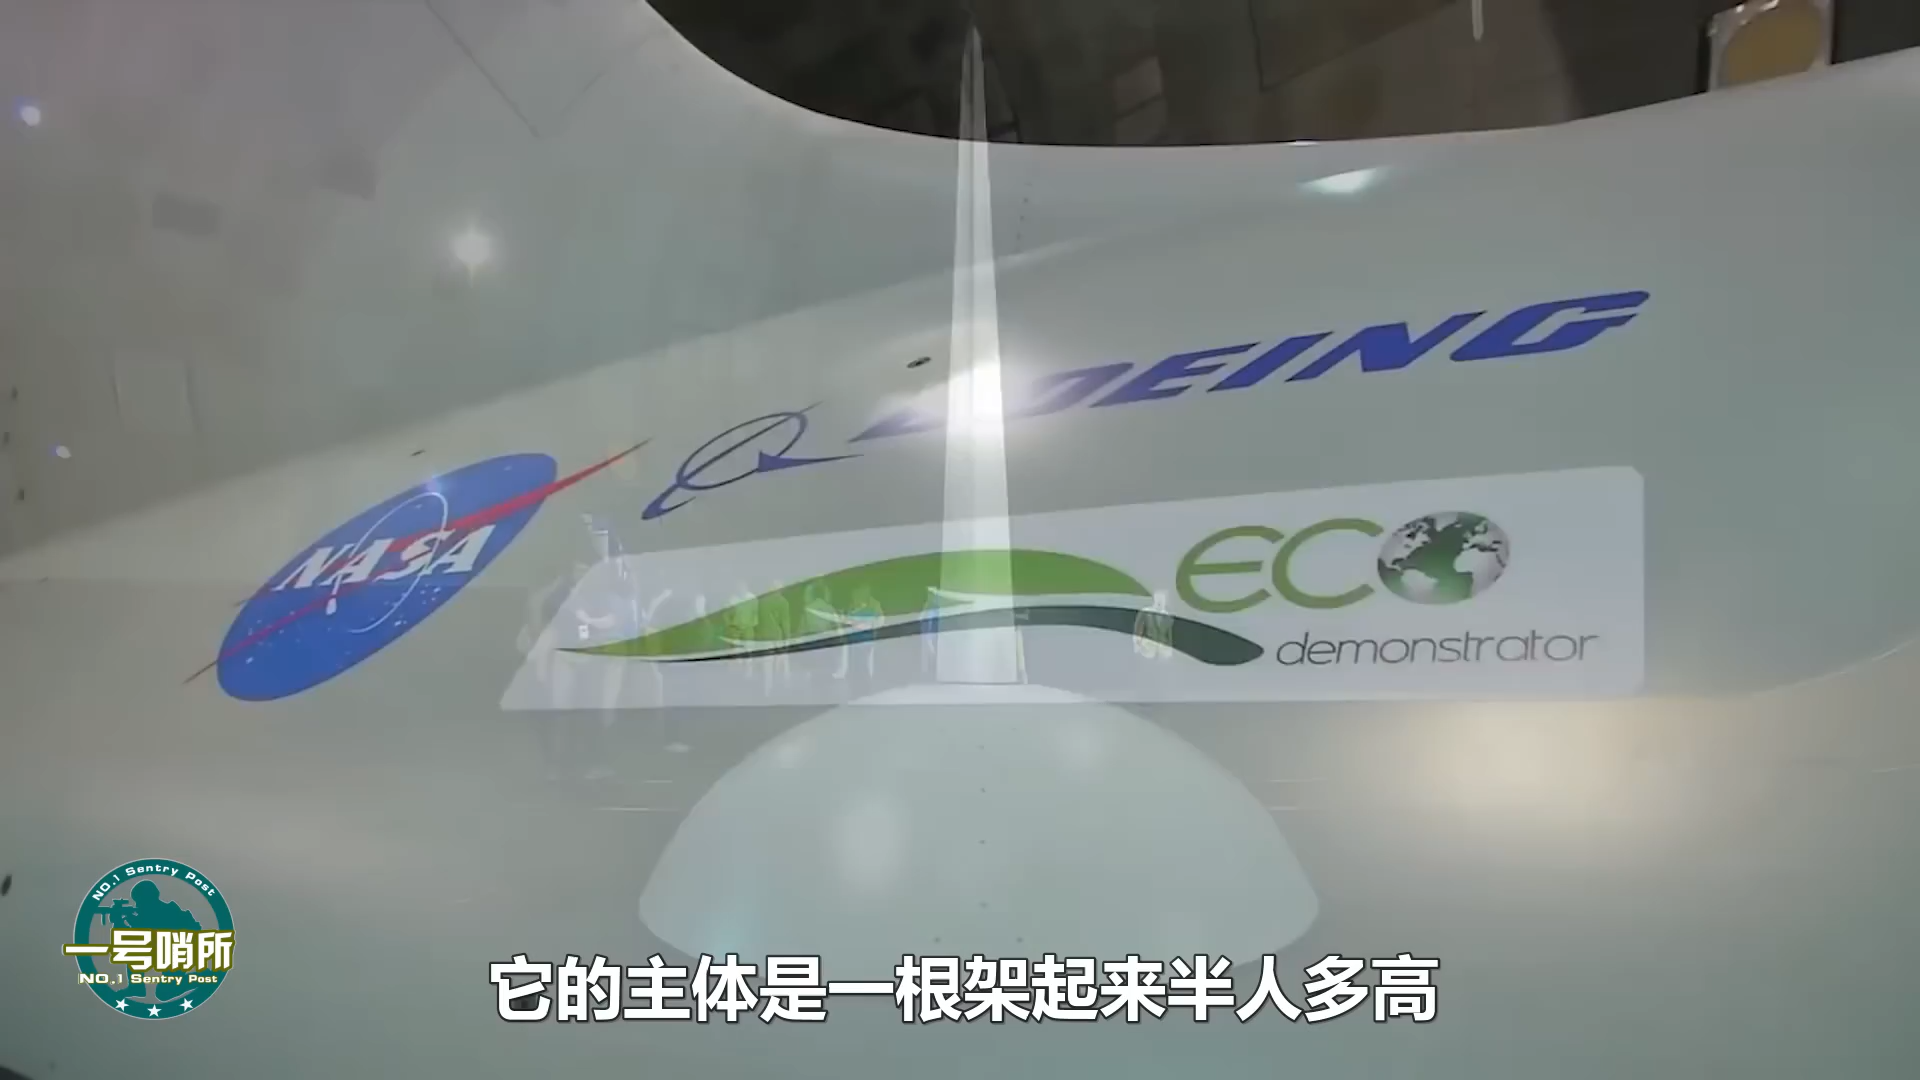 BOEING
NASA
ECO
demonstrator
NO.1 Sentry Post
一号哨所
NO.1 Sentry Post
它的主体是一根架起来半人多高